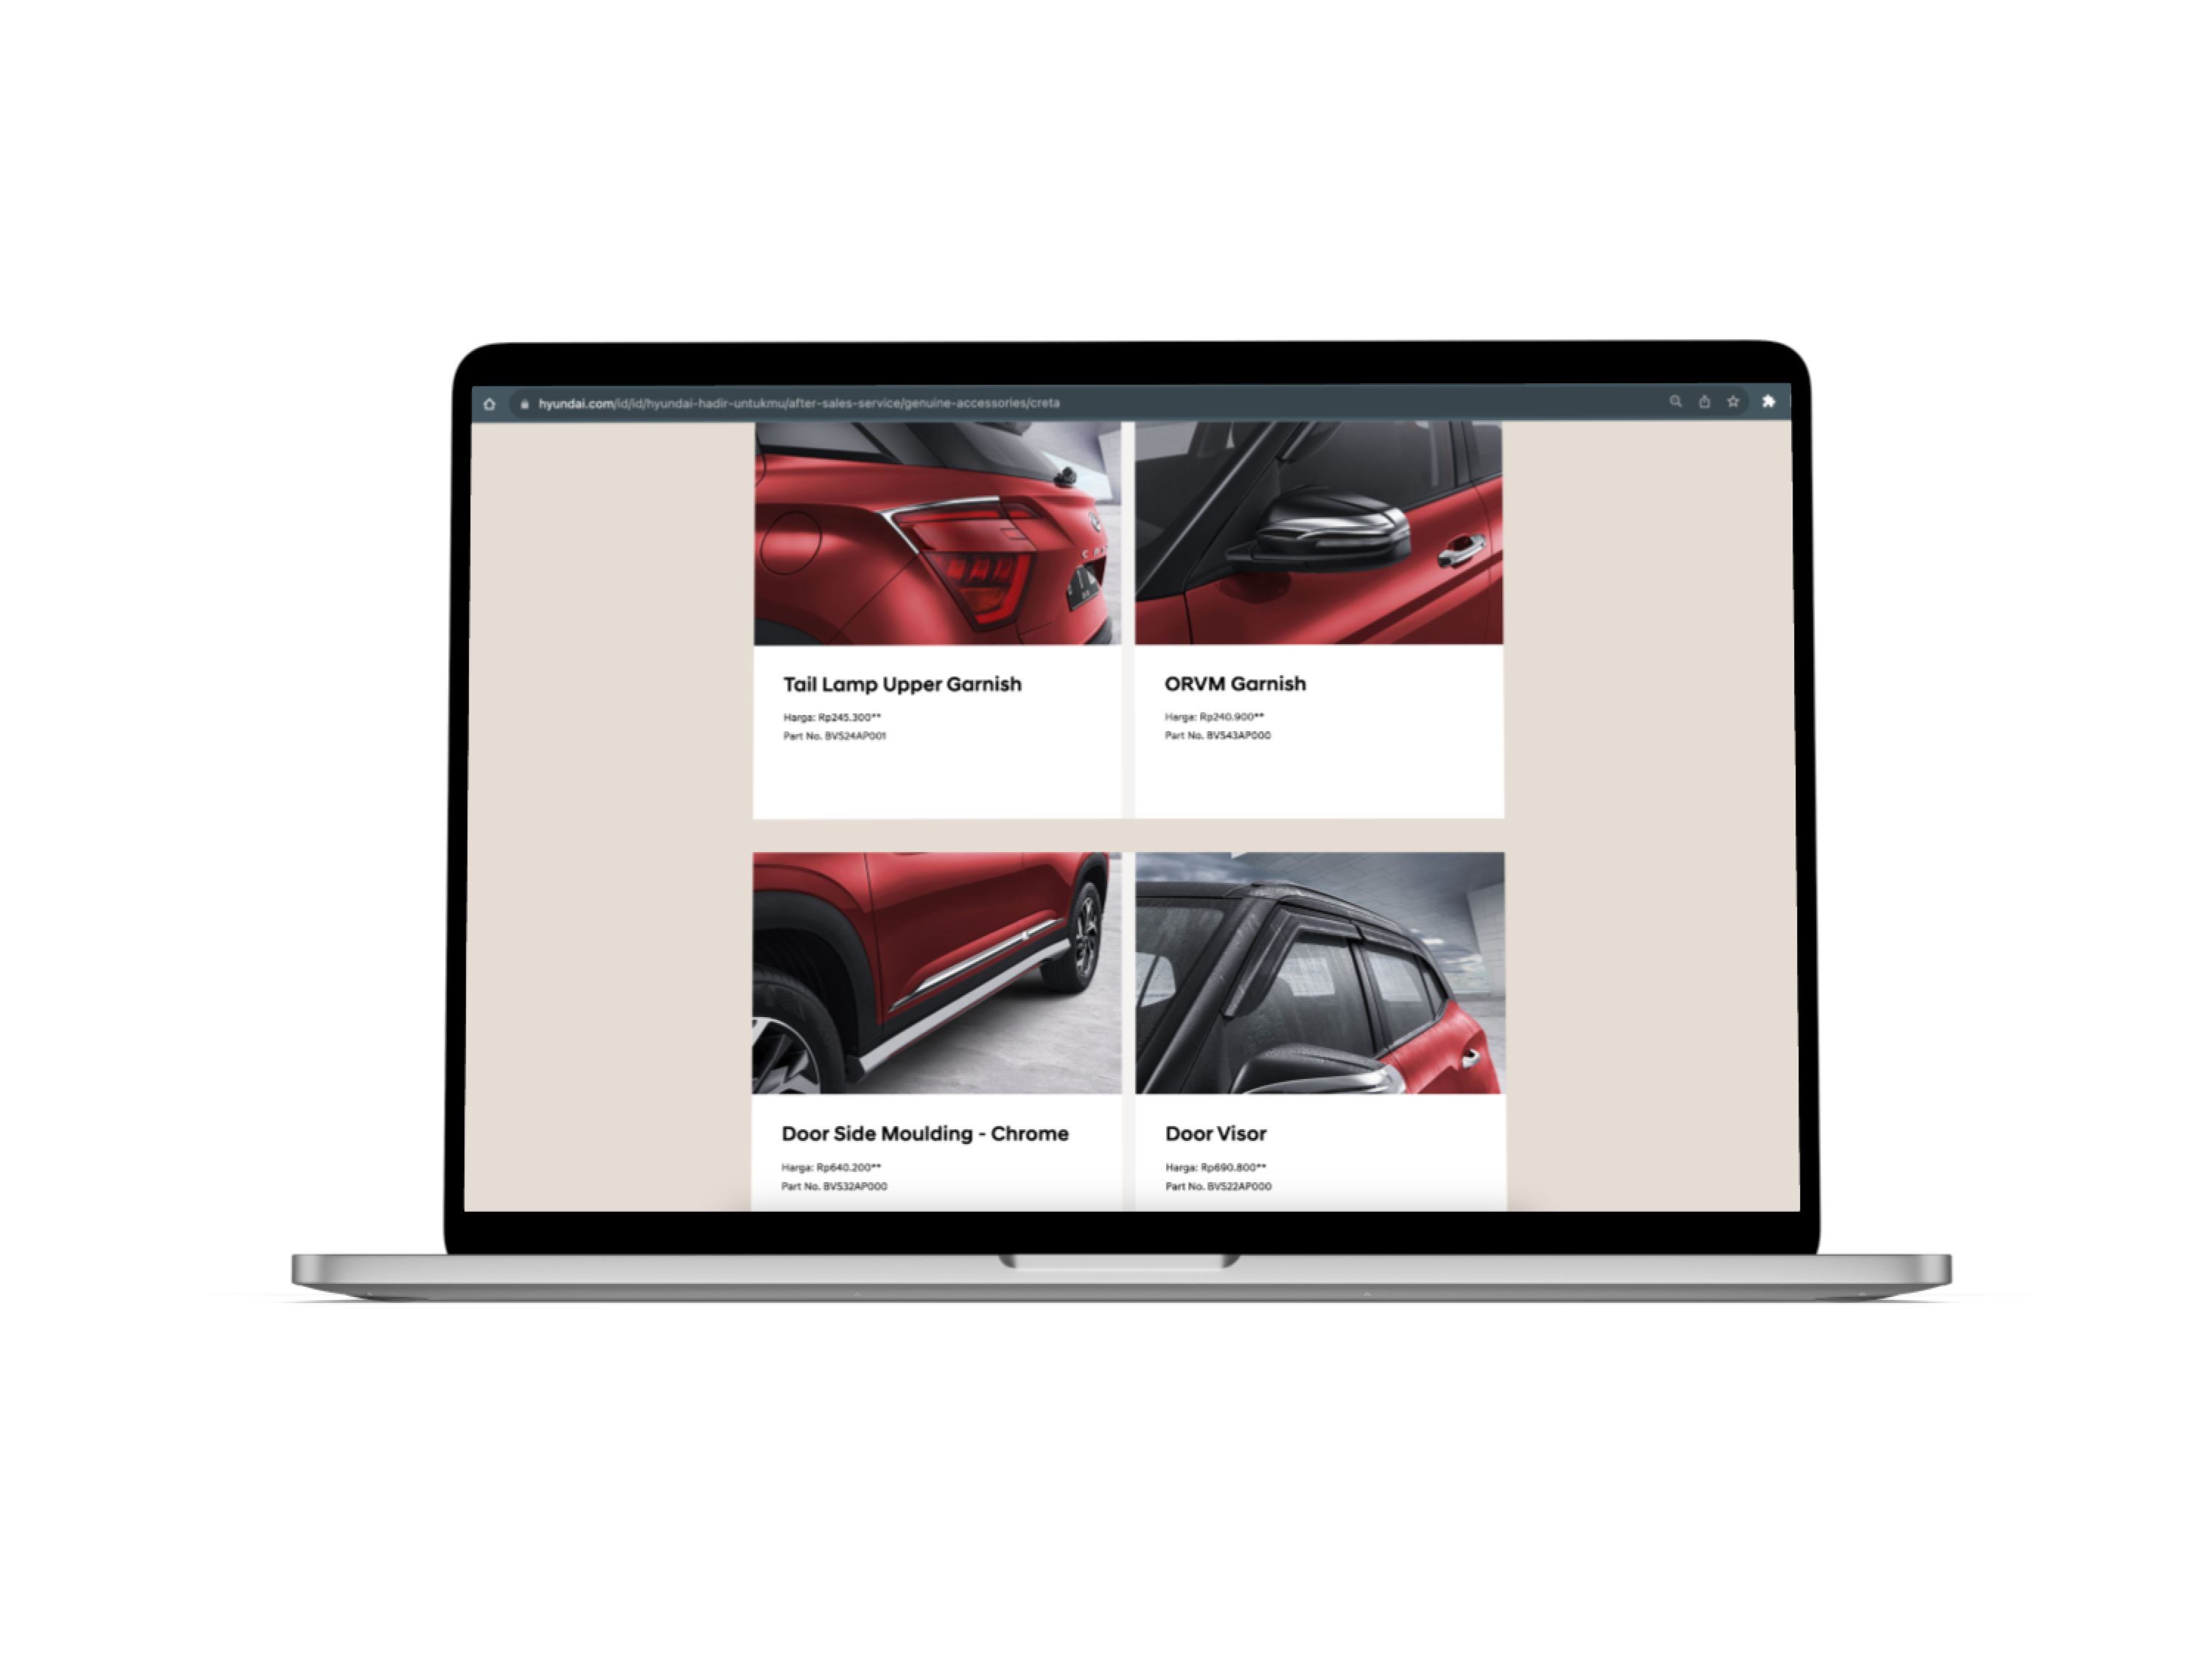 hyundai.com/id/id/hyundai-hadir-untukmu/after-sales-service/genuine-accessories/creta
Tail Lamp Upper Garnish
Harga: Rp245.300**
Part No. BVS24AP001
ORVM Garnish
Harga: Rp240.900**
Part No. BVS43AP000
Door Side Moulding - Chrome
Harga: Rp640.200**
Part No. BVS32AP000
Door Visor
Harga: Rp690.800**
Part No. BVS22AP000